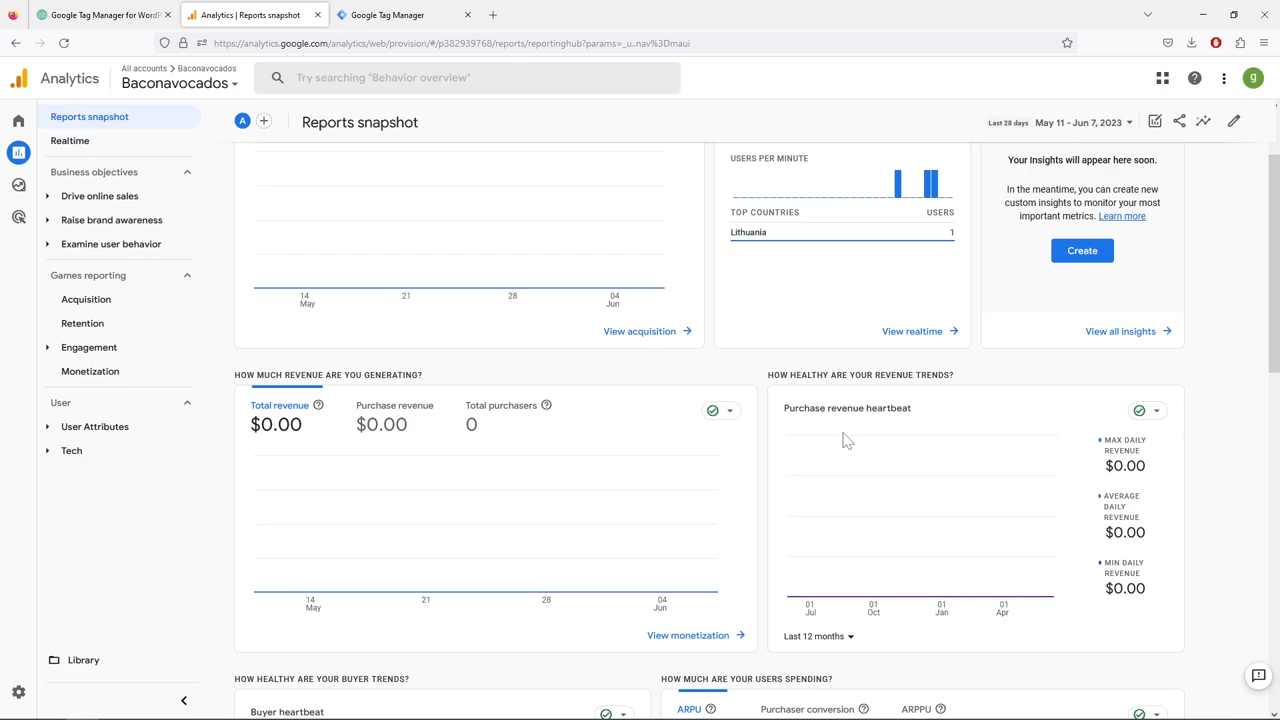 Google Tag Manager for WordP
Analytics | Reports snapshot
Google Tag Manager
https://analytics.google.com/analytics/web/provision/#/p382939768/reports/reportinghub?params=_u..nav%3Dmaui
Analytics
All accounts > Baconavocados
Baconavocados
Try searching "Behavior overview"
g
Reports snapshot
Realtime
Business objectives
Drive online sales
Raise brand awareness
Examine user behavior
Games reporting
Acquisition
Retention
Engagement
Monetization
User
User Attributes
Tech
Library
A
Reports snapshot
Last 28 days May 11 - Jun 7, 2023
14
May
21
28
04
Jun
View acquisition
USERS PER MINUTE
TOP COUNTRIES USERS
Lithuania 1
View realtime
Your Insights will appear here soon.
In the meantime, you can create new
custom insights to monitor your most
important metrics. Learn more
Create
View all insights
HOW MUCH REVENUE ARE YOU GENERATING?
Total revenue Purchase revenue Total purchasers
$0.00 $0.00 0
14
May
21
28
04
Jun
View monetization
HOW HEALTHY ARE YOUR REVENUE TRENDS?
Purchase revenue heartbeat
MAX DAILY
REVENUE
$0.00
AVERAGE
DAILY
REVENUE
$0.00
MIN DAILY
REVENUE
$0.00
01
Jul
01
Oct
01
Jan
01
Apr
Last 12 months
HOW HEALTHY ARE YOUR BUYER TRENDS?
Buyer heartbeat
HOW MUCH ARE YOUR USERS SPENDING?
ARPU Purchaser conversion ARPPU